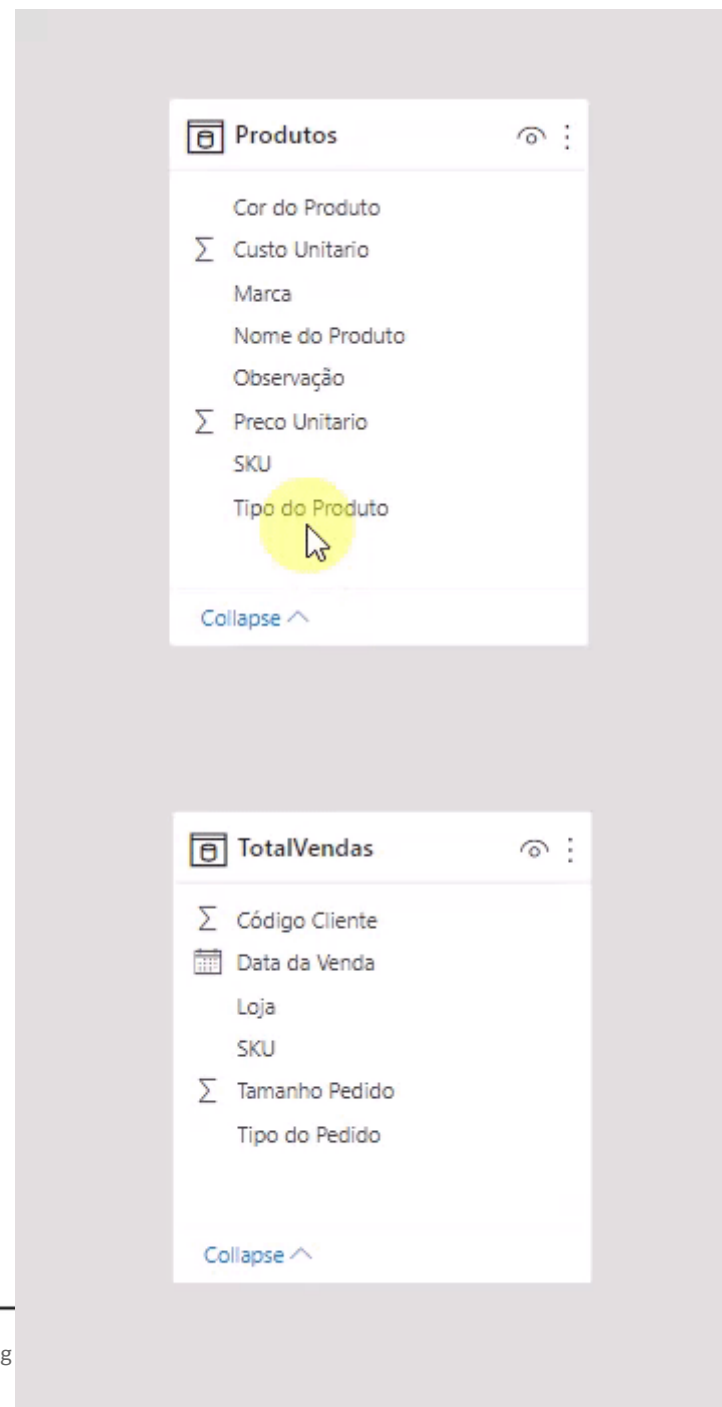 Produtos
Cor do Produto
Σ Custo Unitario
Marca
Nome do Produto
Observação
Σ Preco Unitario
SKU
Tipo do Produto
Collapse
TotalVendas
Σ Código Cliente
Data da Venda
Loja
SKU
Σ Tamanho Pedido
Tipo do Pedido
Collapse
g